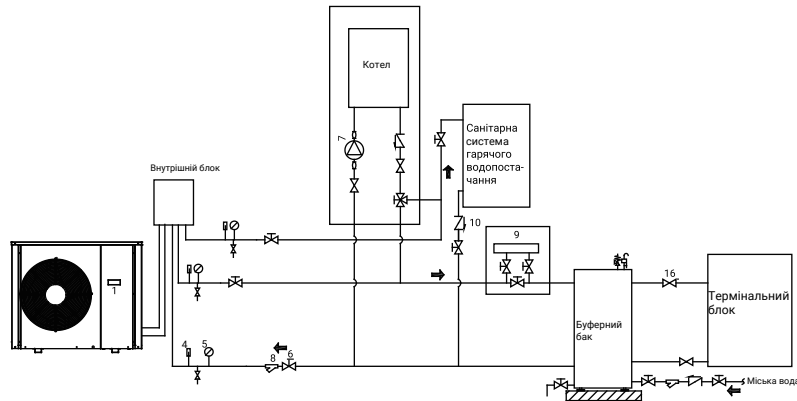 Котел
7
Санітарна
система
гарячого
водопоста-
чання
Внутрішній блок
10
9
1
16
Термінальний
блок
Буферний
бак
4
5
8
6
Міська вода